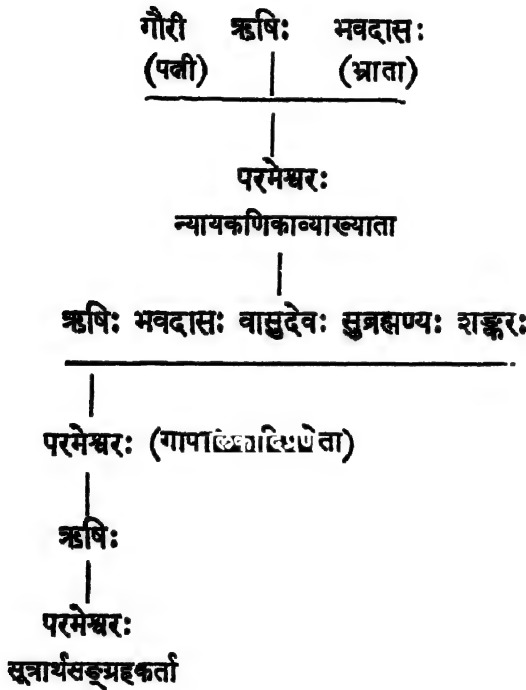 गौरी ऋषिः भवदासः
(पत्नी) (भ्राता)
परमेश्वरः
न्यायकणिकाव्याख्याता
ऋषिः भवदासः वासुदेवः सुब्रह्मण्यः शङ्करः
परमेश्वरः
ऋषिः
परमेश्वरः
सूत्रार्थसङ्ग्रहकर्ता